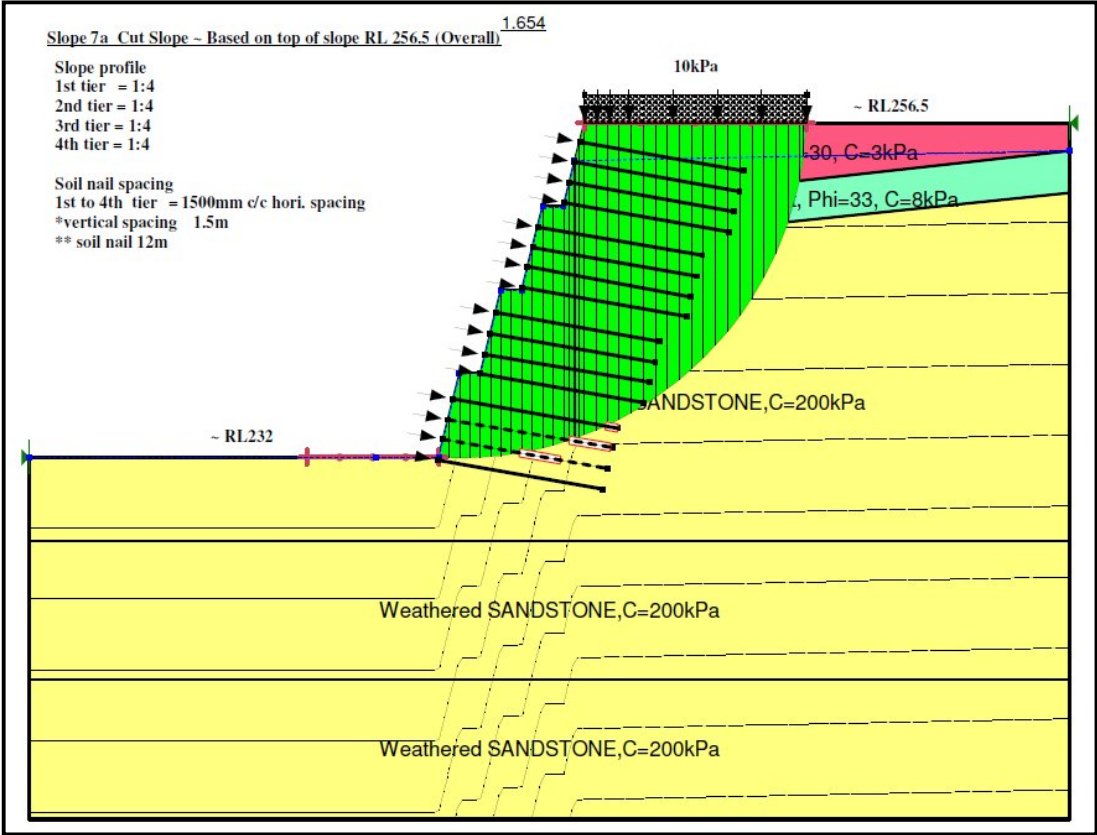 1.654
Slope 7a Cut Slope ~ Based on top of slope RL 256.5 (Overall)
Slope profile
1st tier = 1:4
2nd tier = 1:4
3rd tier = 1:4
4th tier = 1:4
Soil nail spacing
1st to 4th tier = 1500mm c/c hori. spacing
*vertical spacing 1.5m
** soil nail 12m
10kPa
~ RL256.5
=30, C=3kPa
, Phi=33, C=8kPa
SANDSTONE,C=200kPa
~ RL232
Weathered SANDSTONE,C=200kPa
Weathered SANDSTONE,C=200kPa